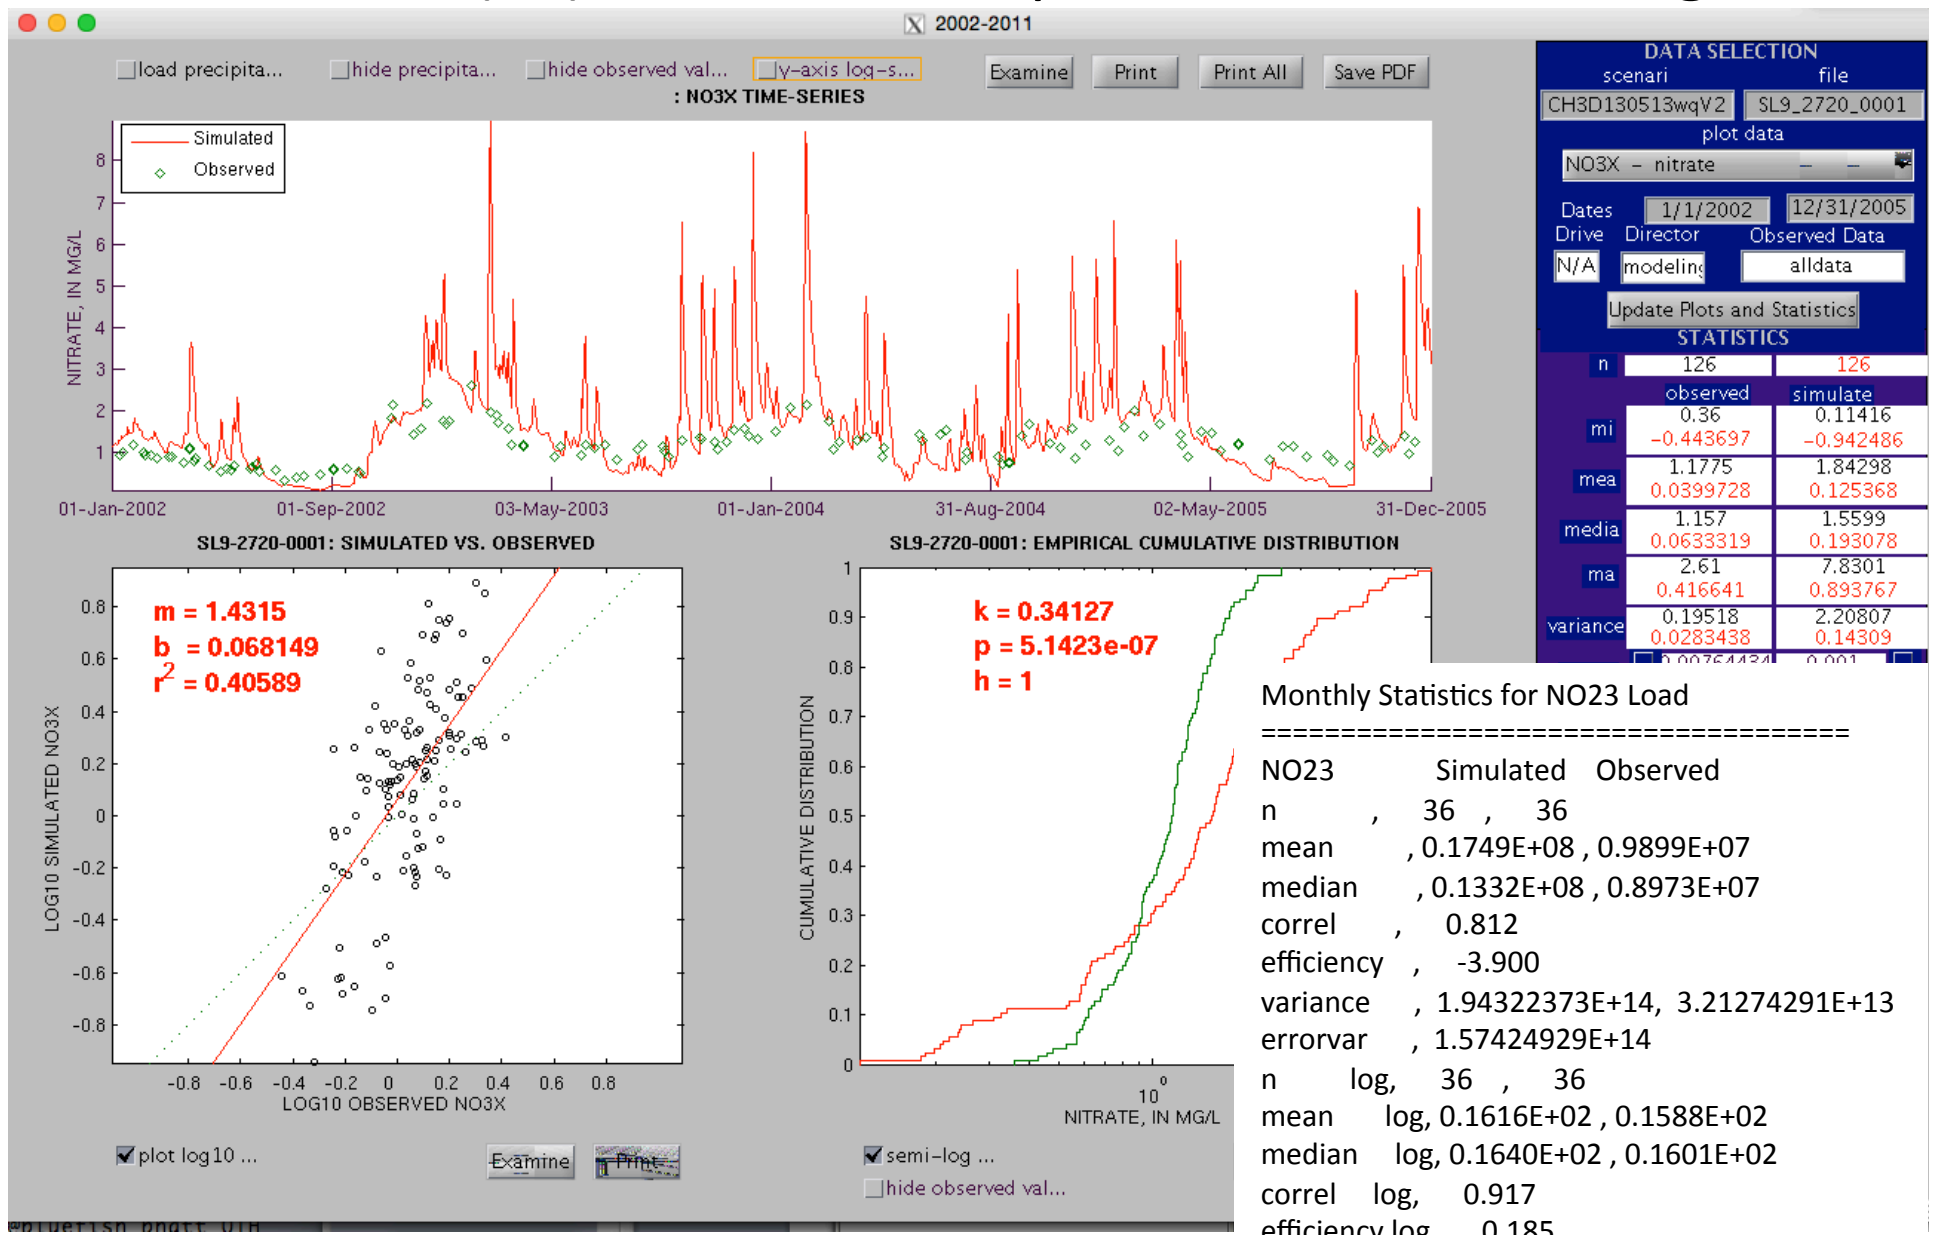 2002-2011
load precipita...
hide precipita...
hide observed val...
y-axis log-s...
Examine
Print
Print All
Save PDF
: NO3X TIME-SERIES
Simulated
Observed
NITRATE, IN MG/L
8
7
6
5
4
3
2
1
01-Jan-2002
01-Sep-2002
03-May-2003
01-Jan-2004
31-Aug-2004
02-May-2005
31-Dec-2005
DATA SELECTION
scenari file
CH3D130513wqV2 SL9_2720_0001
plot data
NO3X - nitrate - -
Dates 1/1/2002 12/31/2005
Drive Director Observed Data
N/A modeling alldata
Update Plots and Statistics
STATISTICS
n 126 126
observed simulate
mi 0.36 0.11416
-0.443697 -0.942486
mea 1.1775 1.84298
0.0399728 0.125368
media 1.157 1.5599
0.0633319 0.193078
ma 2.61 7.8301
0.416641 0.893767
variance 0.19518 2.20807
0.0283438 0.14309
0.00764434 0.001
SL9-2720-0001: SIMULATED VS. OBSERVED
m = 1.4315
b = 0.068149
r2 = 0.40589
LOG10 SIMULATED NO3X
0.8
0.6
0.4
0.2
0
-0.2
-0.4
-0.6
-0.8
-0.8 -0.6 -0.4 -0.2 0 0.2 0.4 0.6 0.8
LOG10 OBSERVED NO3X
plot log10 ...
Examine
Print
SL9-2720-0001: EMPIRICAL CUMULATIVE DISTRIBUTION
k = 0.34127
p = 5.1423e-07
h = 1
CUMULATIVE DISTRIBUTION
1
0.9
0.8
0.7
0.6
0.5
0.4
0.3
0.2
0.1
0
10^0
NITRATE, IN MG/L
semi-log ...
hide observed val...
Monthly Statistics for NO23 Load
=====================================
NO23 Simulated Observed
n , 36 , 36
mean , 0.1749E+08 , 0.9899E+07
median , 0.1332E+08 , 0.8973E+07
correl , 0.812
efficiency , -3.900
variance , 1.94322373E+14, 3.21274291E+13
errorvar , 1.57424929E+14
n log, 36 , 36
mean log, 0.1616E+02 , 0.1588E+02
median log, 0.1640E+02 , 0.1601E+02
correl log, 0.917
efficiency log 0.185